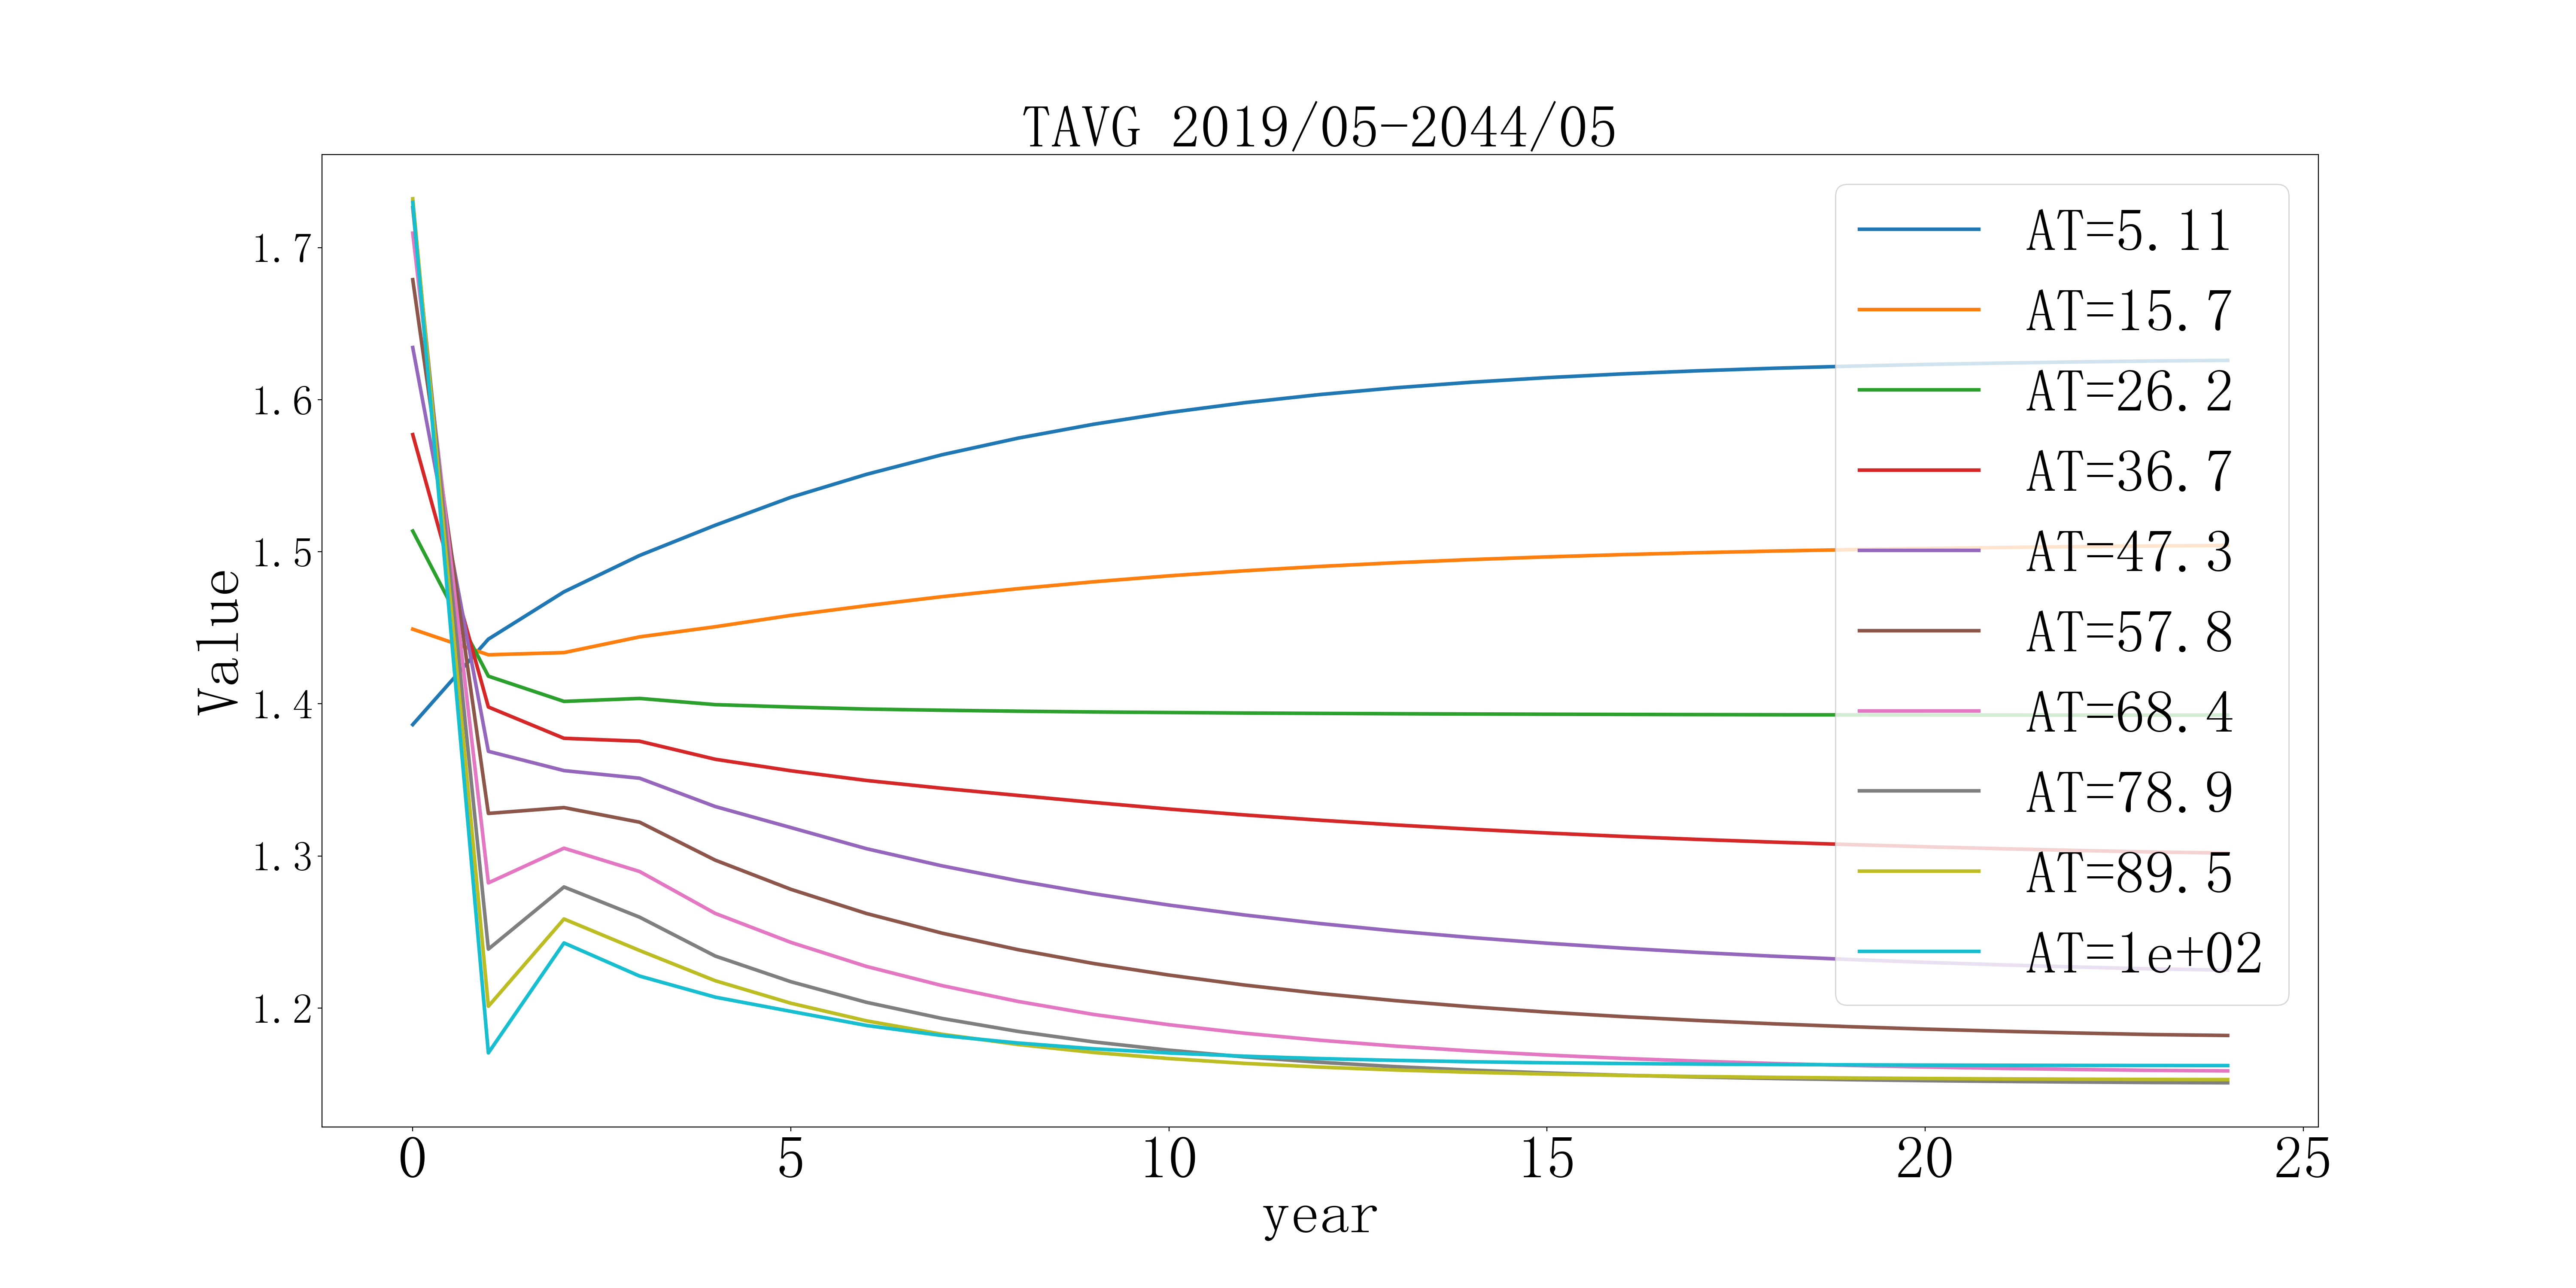 TAVG 2019/05-2044/05
Value
1.7
1.6
1.5
1.4
1.3
1.2
AT=5.11
AT=15.7
AT=26.2
AT=36.7
AT=47.3
AT=57.8
AT=68.4
AT=78.9
AT=89.5
AT=1e+02
0 5 10 15 20 25
year